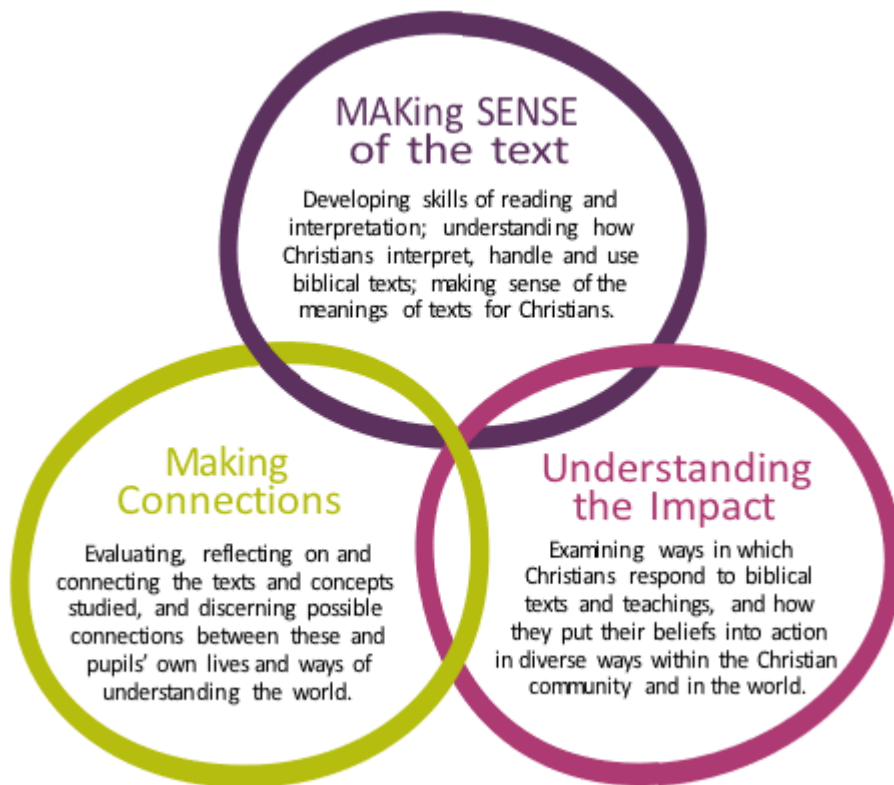 MAKing SENSE
of the text
Developing skills of reading and
interpretation; understanding how
Christians interpret, handle and use
biblical texts; making sense of the
meanings of texts for Christians.
Making
Connections
Evaluating, reflecting on and
connecting the texts and concepts
studied, and discerning possible
connections between these and
pupils' own lives and ways of
understanding the world.
Understanding
the Impact
Examining ways in which
Christians respond to biblical
texts and teachings, and how
they put their beliefs into action
in diverse ways within the Christian
community and in the world.